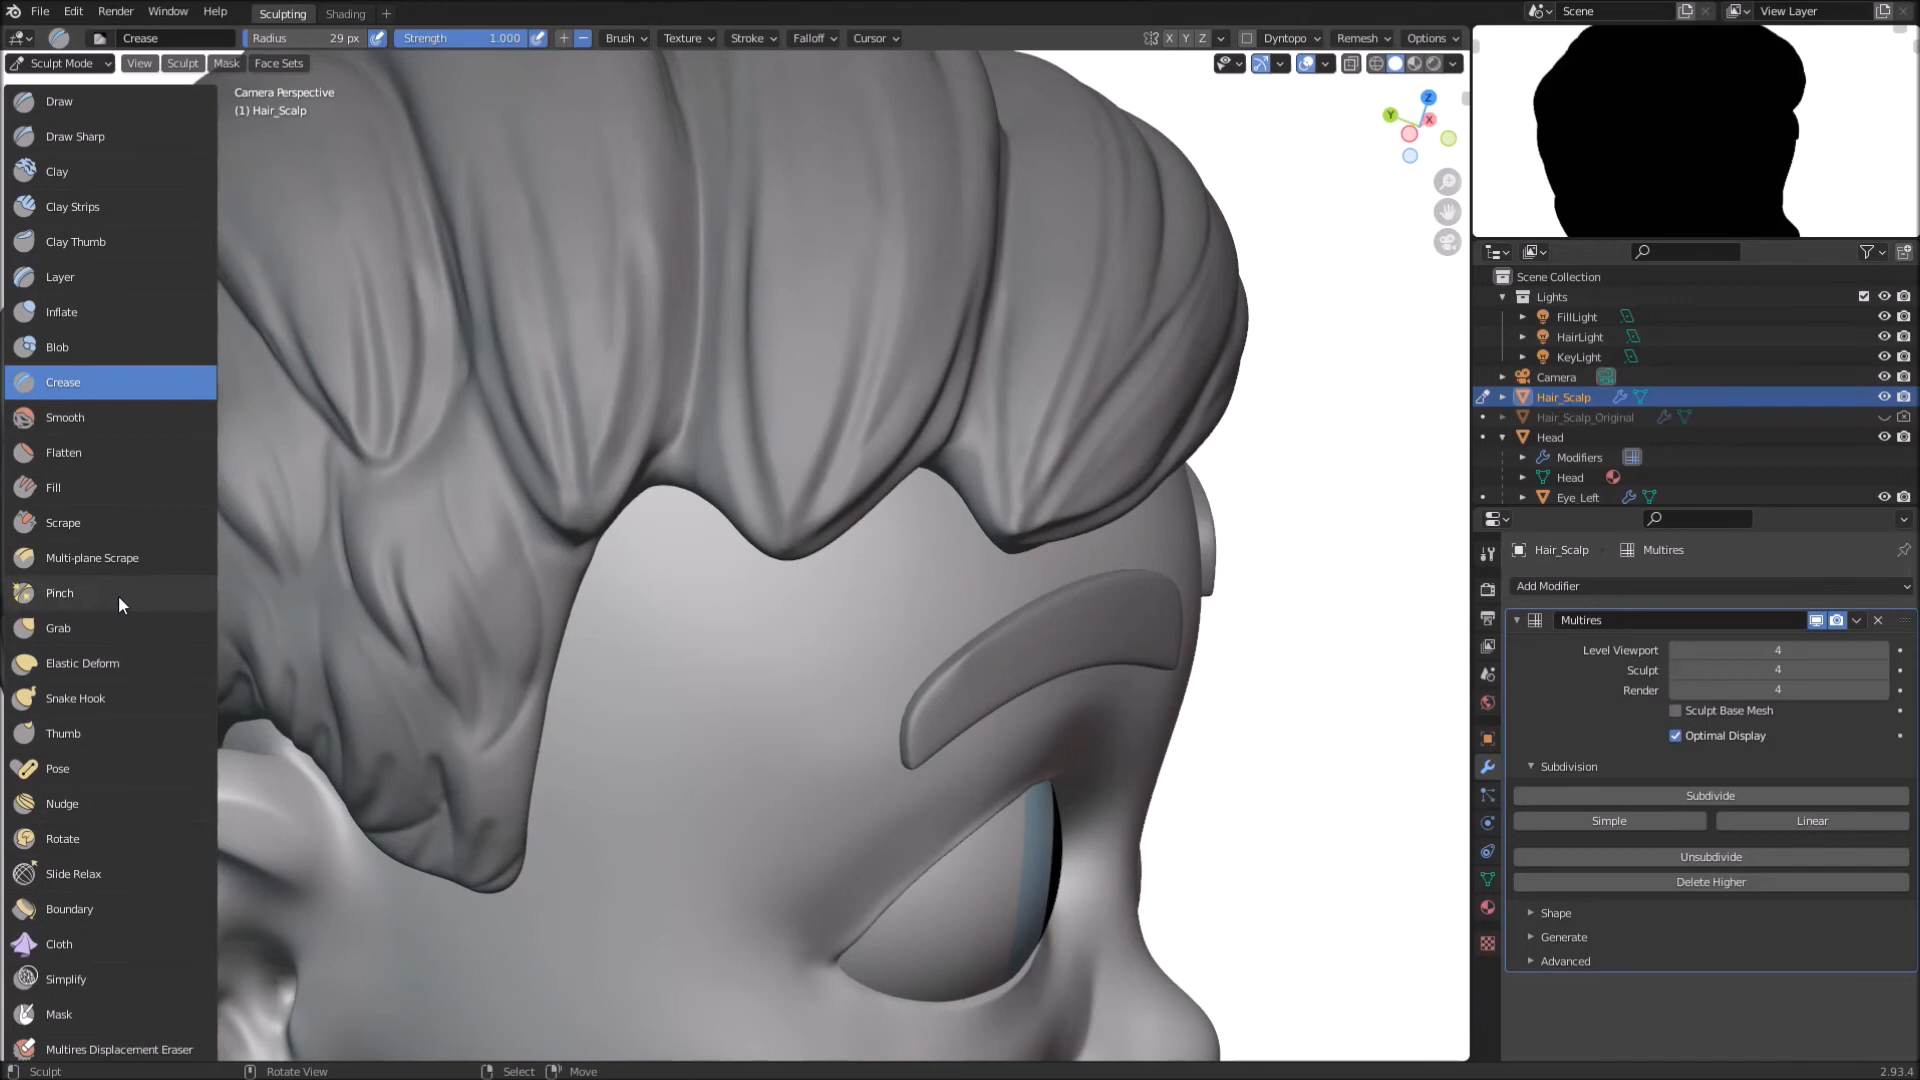 File Edit Render Window Help Sculpting Shading + Scene View Layer
Crease Radius 29 px Strength 1.000 Brush Texture Stroke Falloff Cursor X Y Z Dyntopo Remesh Options
Sculpt Mode View Sculpt Mask Face Sets
Camera Perspective
(1) Hair_Scalp
Z
Y
X
Draw
Draw Sharp
Clay
Clay Strips
Clay Thumb
Layer
Inflate
Blob
Crease
Smooth
Flatten
Fill
Scrape
Multi-plane Scrape
Pinch
Grab
Elastic Deform
Snake Hook
Thumb
Pose
Nudge
Rotate
Slide Relax
Boundary
Cloth
Simplify
Mask
Multires Displacement Eraser
Scene Collection
Lights
FillLight
HairLight
KeyLight
Camera
Hair_Scalp
Hair_Scalp_Original
Head
Modifiers
Head
Eye_Left
Hair_Scalp Multires
Add Modifier
Multires
Level Viewport 4
Sculpt 4
Render 4
Sculpt Base Mesh
Optimal Display
Subdivision
Subdivide
Simple Linear
Unsubdivide
Delete Higher
Shape
Generate
Advanced
Sculpt Rotate View Select Move 2.93.4